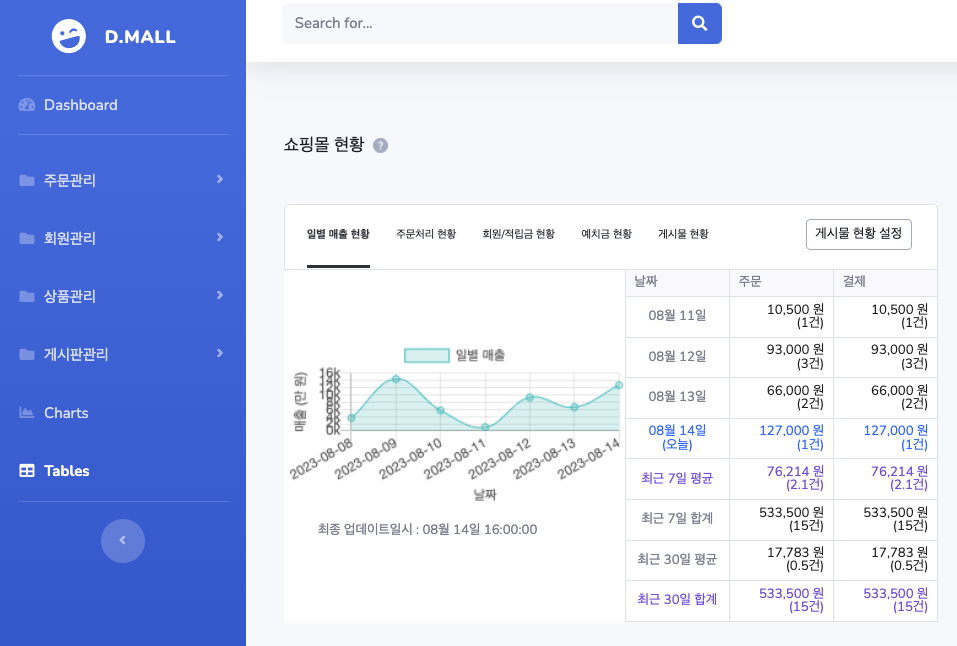 D.MALL
Search for...
Dashboard
주문관리
회원관리
상품관리
게시판관리
Charts
Tables
쇼핑몰 현황 ?
일별 매출 현황 주문처리 현황 회원/적립금 현황 예치금 현황 게시물 현황 게시물 현황 설정
일별 매출
매출 (만 원)
16k
14k
12k
10k
8k
6k
4k
2k
0k
2023-08-08 2023-08-09 2023-08-10 2023-08-11 2023-08-12 2023-08-13 2023-08-14
날짜
최종 업데이트일시 : 08월 14일 16:00:00
날짜 주문 결제
08월 11일 10,500 원 10,500 원
(1건) (1건)
08월 12일 93,000 원 93,000 원
(3건) (3건)
08월 13일 66,000 원 66,000 원
(2건) (2건)
08월 14일 127,000 원 127,000 원
(오늘) (1건) (1건)
최근 7일 평균 76,214 원 76,214 원
(2.1건) (2.1건)
최근 7일 합계 533,500 원 533,500 원
(15건) (15건)
최근 30일 평균 17,783 원 17,783 원
(0.5건) (0.5건)
최근 30일 합계 533,500 원 533,500 원
(15건) (15건)